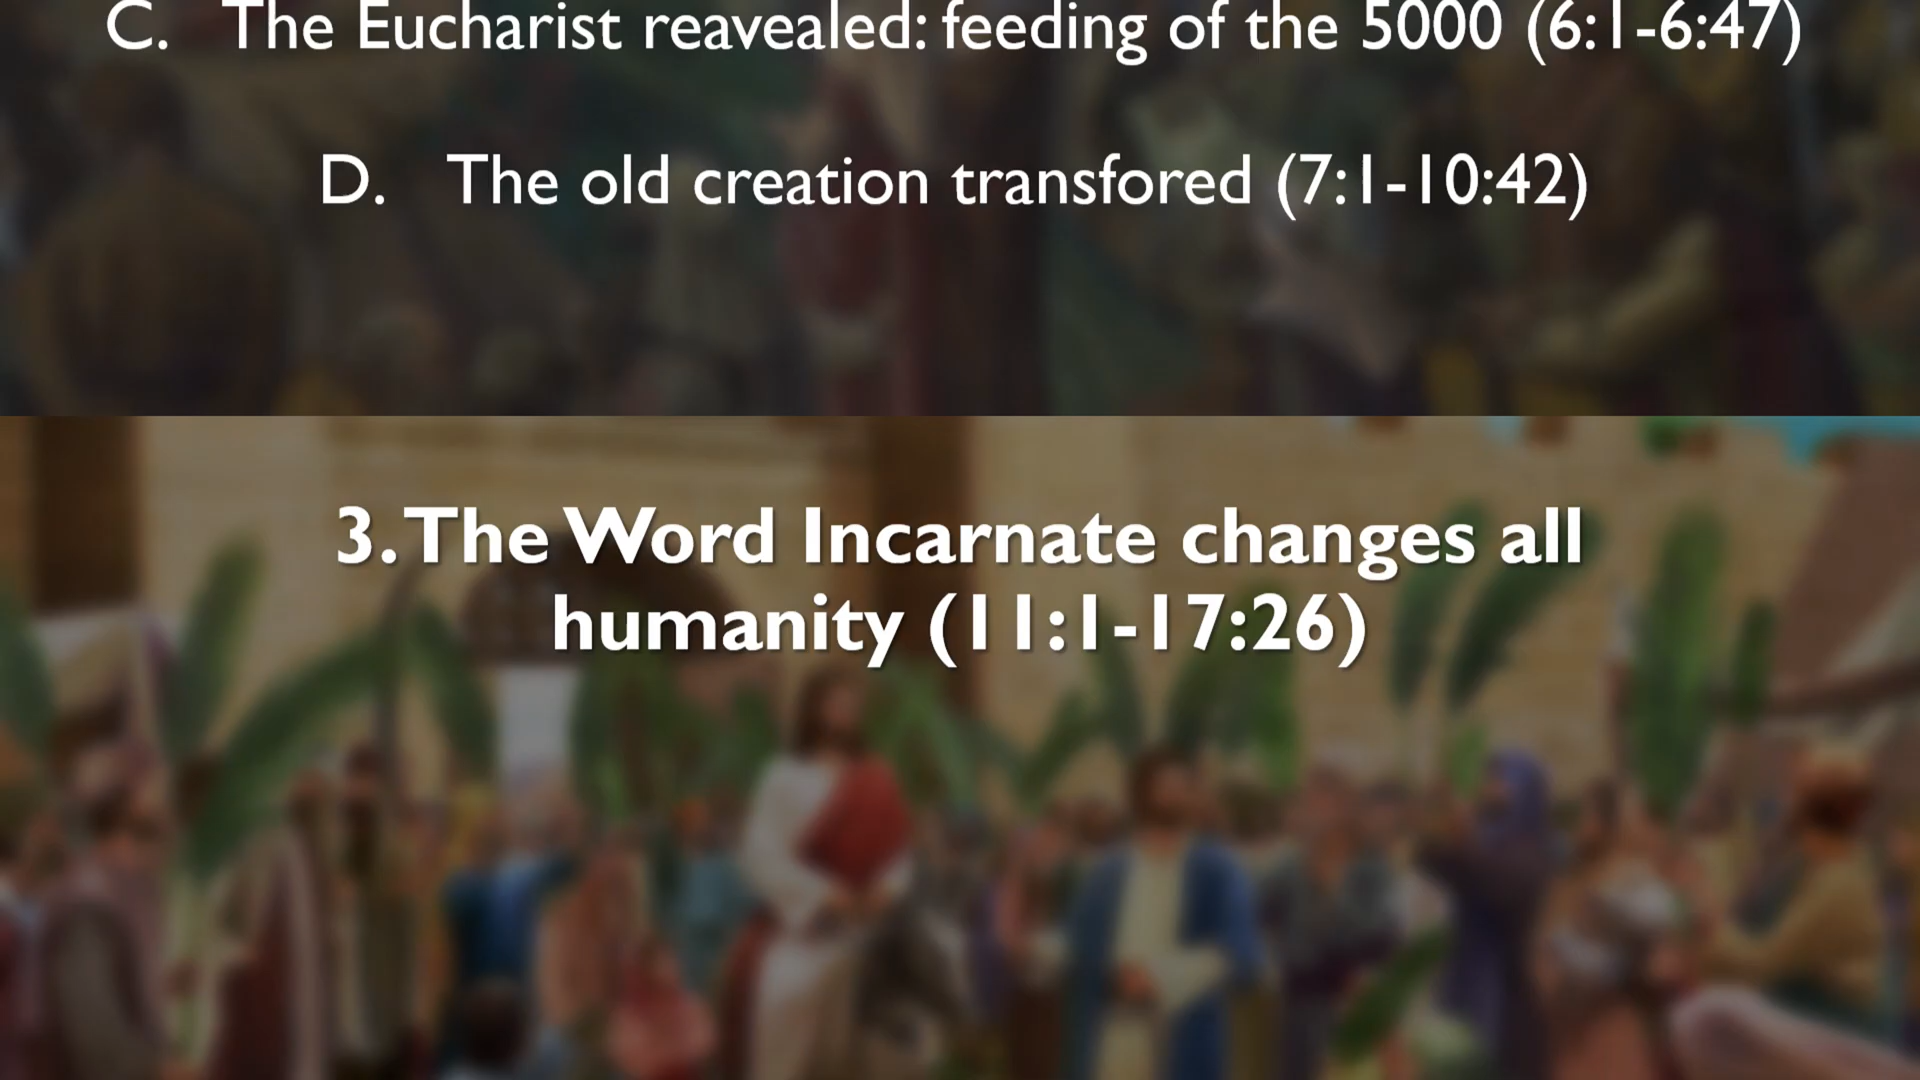 C. The Eucharist reavealed: feeding of the 5000 (6:1-6:47)
D. The old creation transfored (7:1-10:42)
3. The Word Incarnate changes all
humanity (11:1-17:26)